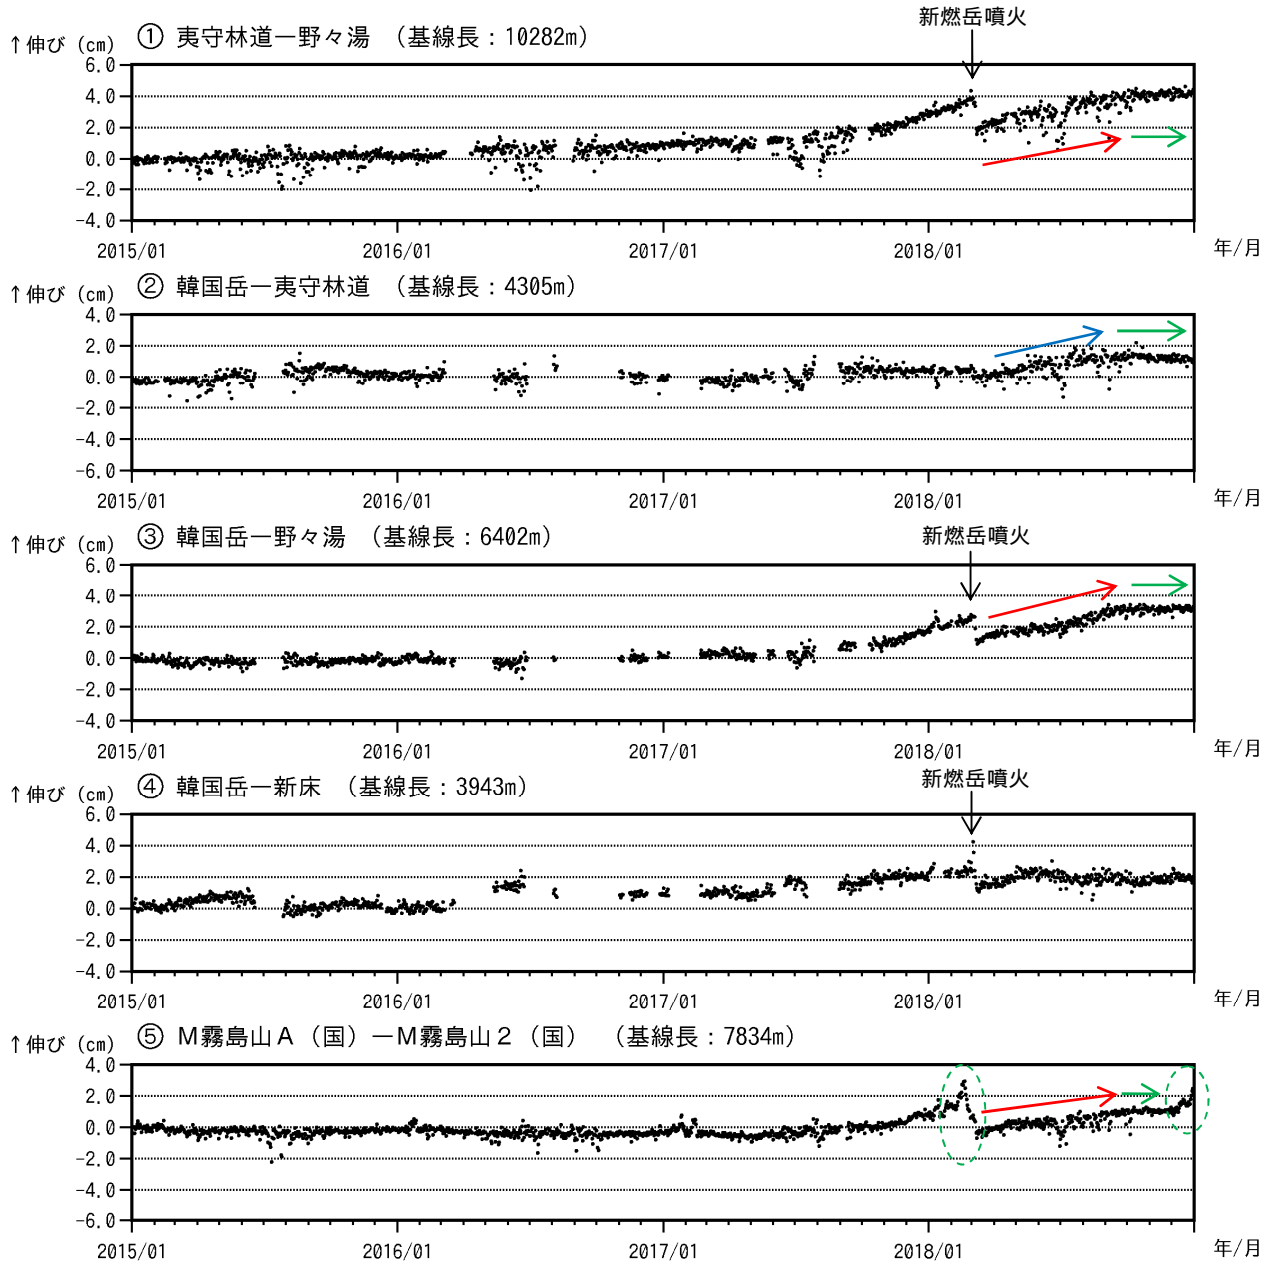 新燃岳噴火
↑伸び (cm) ① 夷守林道ー野々湯 （基線長：10282m）
6.0
4.0
2.0
0.0
-2.0
-4.0
2015/01 2016/01 2017/01 2018/01 年/月
↑伸び (cm) ② 韓国岳ー夷守林道 （基線長：4305m）
4.0
2.0
0.0
-2.0
-4.0
-6.0
2015/01 2016/01 2017/01 2018/01 年/月
↑伸び (cm) ③ 韓国岳ー野々湯 （基線長：6402m） 新燃岳噴火
6.0
4.0
2.0
0.0
-2.0
-4.0
2015/01 2016/01 2017/01 2018/01 年/月
↑伸び (cm) ④ 韓国岳ー新床 （基線長：3943m） 新燃岳噴火
6.0
4.0
2.0
0.0
-2.0
-4.0
2015/01 2016/01 2017/01 2018/01 年/月
↑伸び (cm) ⑤ Ｍ霧島山Ａ（国）ーＭ霧島山２（国） （基線長：7834m）
4.0
2.0
0.0
-2.0
-4.0
-6.0
2015/01 2016/01 2017/01 2018/01 年/月